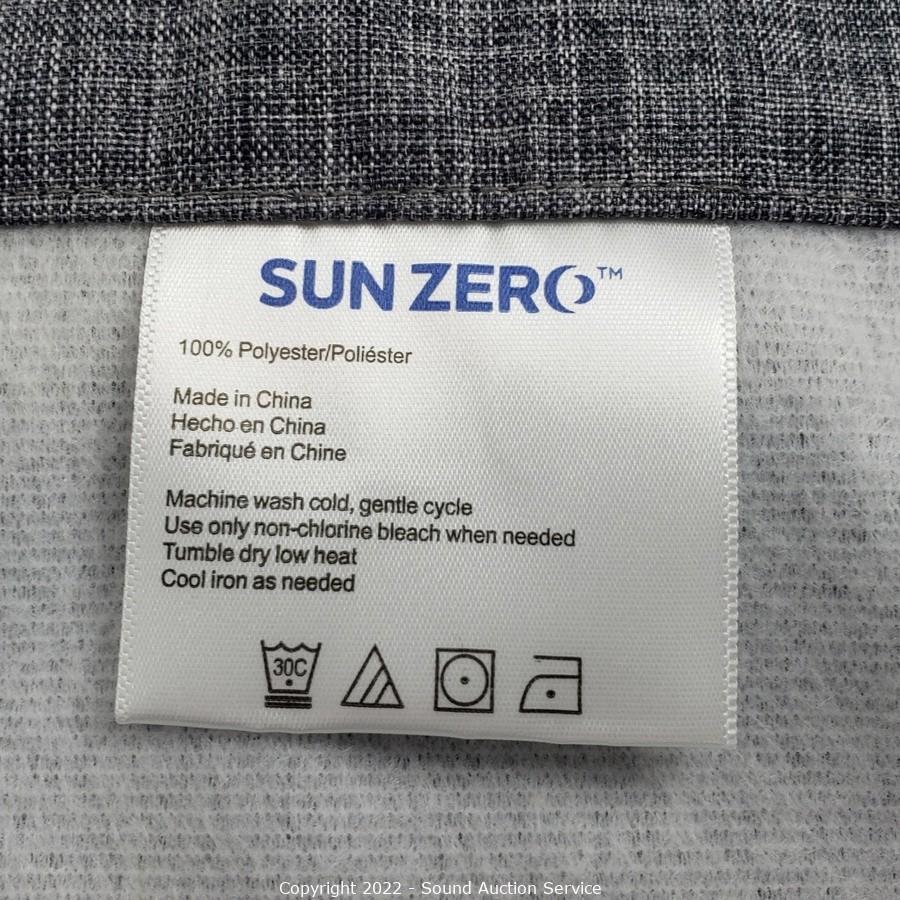 SUN ZERO™
100% Polyester/Poliéster
Made in China
Hecho en China
Fabriqué en Chine
Machine wash cold, gentle cycle
Use only non-chlorine bleach when needed
Tumble dry low heat
Cool iron as needed
30C
Copyright 2022 - Sound Auction Service